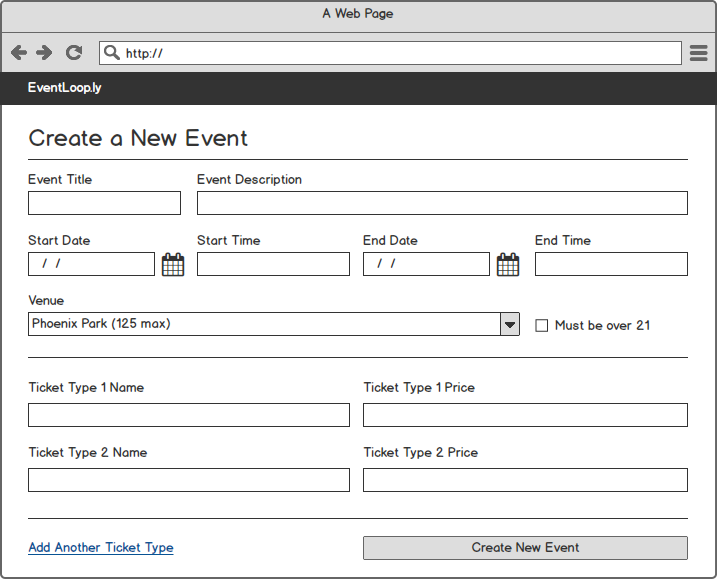 A Web Page
http://
EventLoop.ly
Create a New Event
Event Title Event Description
Start Date Start Time End Date End Time
/ / / /
Venue
Phoenix Park (125 max) Must be over 21
Ticket Type 1 Name Ticket Type 1 Price
Ticket Type 2 Name Ticket Type 2 Price
Add Another Ticket Type Create New Event